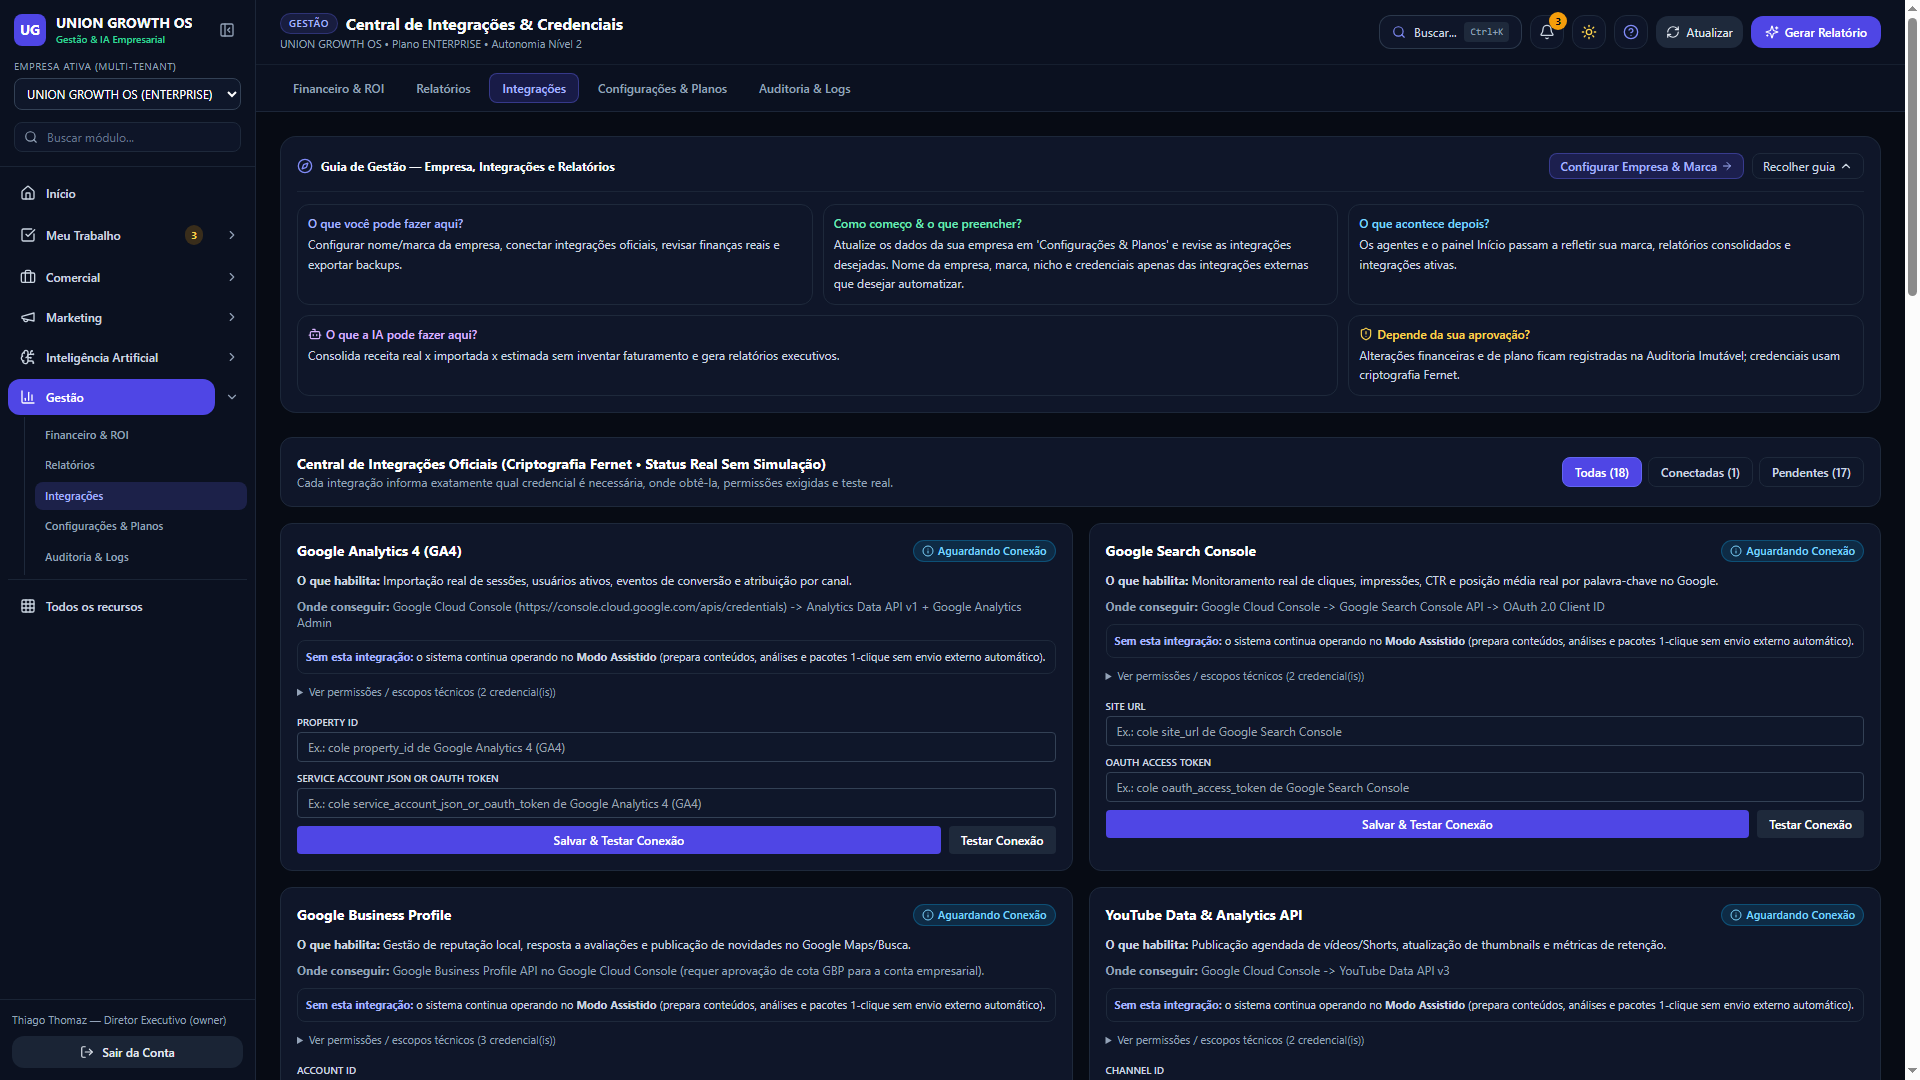 UG
UNION GROWTH OS
Gestão & IA Empresarial
EMPRESA ATIVA (MULTI-TENANT)
UNION GROWTH OS (ENTERPRISE)
Buscar módulo...
Início
Meu Trabalho
3
Comercial
Marketing
Inteligência Artificial
Gestão
Financeiro & ROI
Relatórios
Integrações
Configurações & Planos
Auditoria & Logs
Todos os recursos
Thiago Thomaz — Diretor Executivo (owner)
Sair da Conta
GESTÃO
Central de Integrações & Credenciais
UNION GROWTH OS • Plano ENTERPRISE • Autonomia Nível 2
Buscar...
Ctrl+K
3
Atualizar
Gerar Relatório
Financeiro & ROI
Relatórios
Integrações
Configurações & Planos
Auditoria & Logs
Guia de Gestão — Empresa, Integrações e Relatórios
Configurar Empresa & Marca
Recolher guia
O que você pode fazer aqui?
Configurar nome/marca da empresa, conectar integrações oficiais, revisar finanças reais e
exportar backups.
Como começo & o que preencher?
Atualize os dados da sua empresa em 'Configurações & Planos' e revise as integrações
desejadas. Nome da empresa, marca, nicho e credenciais apenas das integrações externas
que desejar automatizar.
O que acontece depois?
Os agentes e o painel Início passam a refletir sua marca, relatórios consolidados e
integrações ativas.
O que a IA pode fazer aqui?
Consolida receita real x importada x estimada sem inventar faturamento e gera relatórios executivos.
Depende da sua aprovação?
Alterações financeiras e de plano ficam registradas na Auditoria Imutável; credenciais usam
criptografia Fernet.
Central de Integrações Oficiais (Criptografia Fernet • Status Real Sem Simulação)
Cada integração informa exatamente qual credencial é necessária, onde obtê-la, permissões exigidas e teste real.
Todas (18)
Conectadas (1)
Pendentes (17)
Google Analytics 4 (GA4)
Aguardando Conexão
O que habilita: Importação real de sessões, usuários ativos, eventos de conversão e atribuição por canal.
Onde conseguir: Google Cloud Console (https://console.cloud.google.com/apis/credentials) -> Analytics Data API v1 + Google Analytics
Admin
Sem esta integração: o sistema continua operando no Modo Assistido (prepara conteúdos, análises e pacotes 1-clique sem envio externo automático).
Ver permissões / escopos técnicos (2 credencial(is))
PROPERTY ID
Ex.: cole property_id de Google Analytics 4 (GA4)
SERVICE ACCOUNT JSON OR OAUTH TOKEN
Ex.: cole service_account_json_or_oauth_token de Google Analytics 4 (GA4)
Salvar & Testar Conexão
Testar Conexão
Google Search Console
Aguardando Conexão
O que habilita: Monitoramento real de cliques, impressões, CTR e posição média real por palavra-chave no Google.
Onde conseguir: Google Cloud Console -> Google Search Console API -> OAuth 2.0 Client ID
Sem esta integração: o sistema continua operando no Modo Assistido (prepara conteúdos, análises e pacotes 1-clique sem envio externo automático).
Ver permissões / escopos técnicos (2 credencial(is))
SITE URL
Ex.: cole site_url de Google Search Console
OAUTH ACCESS TOKEN
Ex.: cole oauth_access_token de Google Search Console
Salvar & Testar Conexão
Testar Conexão
Google Business Profile
Aguardando Conexão
O que habilita: Gestão de reputação local, resposta a avaliações e publicação de novidades no Google Maps/Busca.
Onde conseguir: Google Business Profile API no Google Cloud Console (requer aprovação de cota GBP para a conta empresarial).
Sem esta integração: o sistema continua operando no Modo Assistido (prepara conteúdos, análises e pacotes 1-clique sem envio externo automático).
Ver permissões / escopos técnicos (3 credencial(is))
ACCOUNT ID
YouTube Data & Analytics API
Aguardando Conexão
O que habilita: Publicação agendada de vídeos/Shorts, atualização de thumbnails e métricas de retenção.
Onde conseguir: Google Cloud Console -> YouTube Data API v3
Sem esta integração: o sistema continua operando no Modo Assistido (prepara conteúdos, análises e pacotes 1-clique sem envio externo automático).
Ver permissões / escopos técnicos (2 credencial(is))
CHANNEL ID